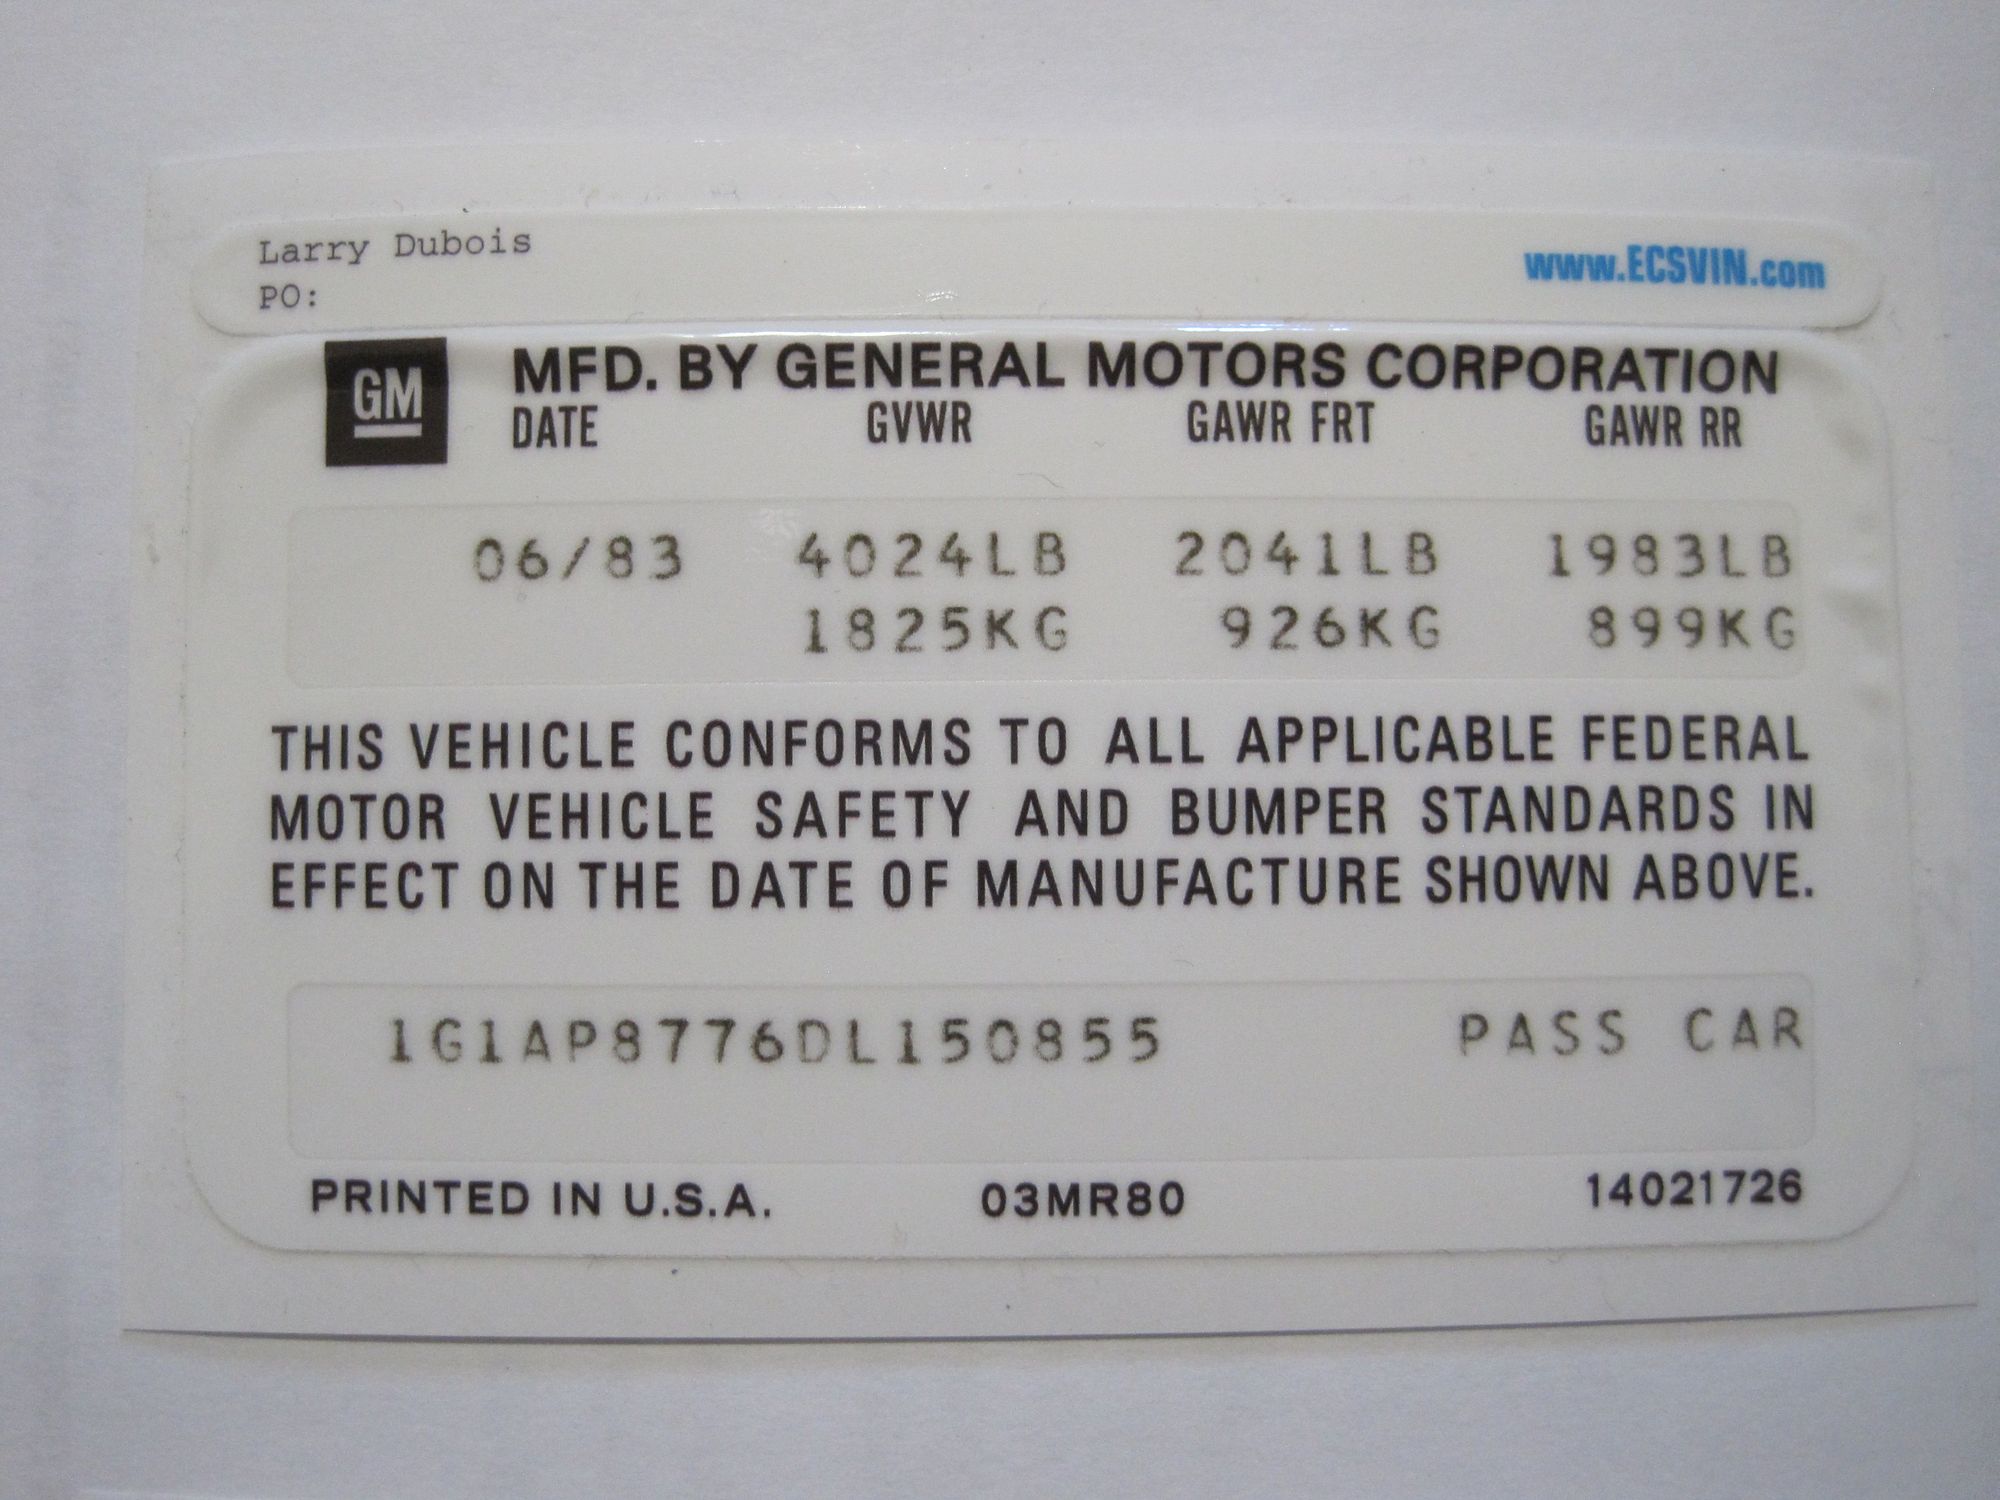 Larry Dubois
www.ECSVIN.com
PO:
GM MFD. BY GENERAL MOTORS CORPORATION
DATE GVWR GAWR FRT GAWR RR
06/83 4024LB 2041LB 1983LB
1825KG 926KG 899KG
THIS VEHICLE CONFORMS TO ALL APPLICABLE FEDERAL
MOTOR VEHICLE SAFETY AND BUMPER STANDARDS IN
EFFECT ON THE DATE OF MANUFACTURE SHOWN ABOVE.
1G1AP8776DL150855 PASS CAR
PRINTED IN U.S.A. 03MR80 14021726